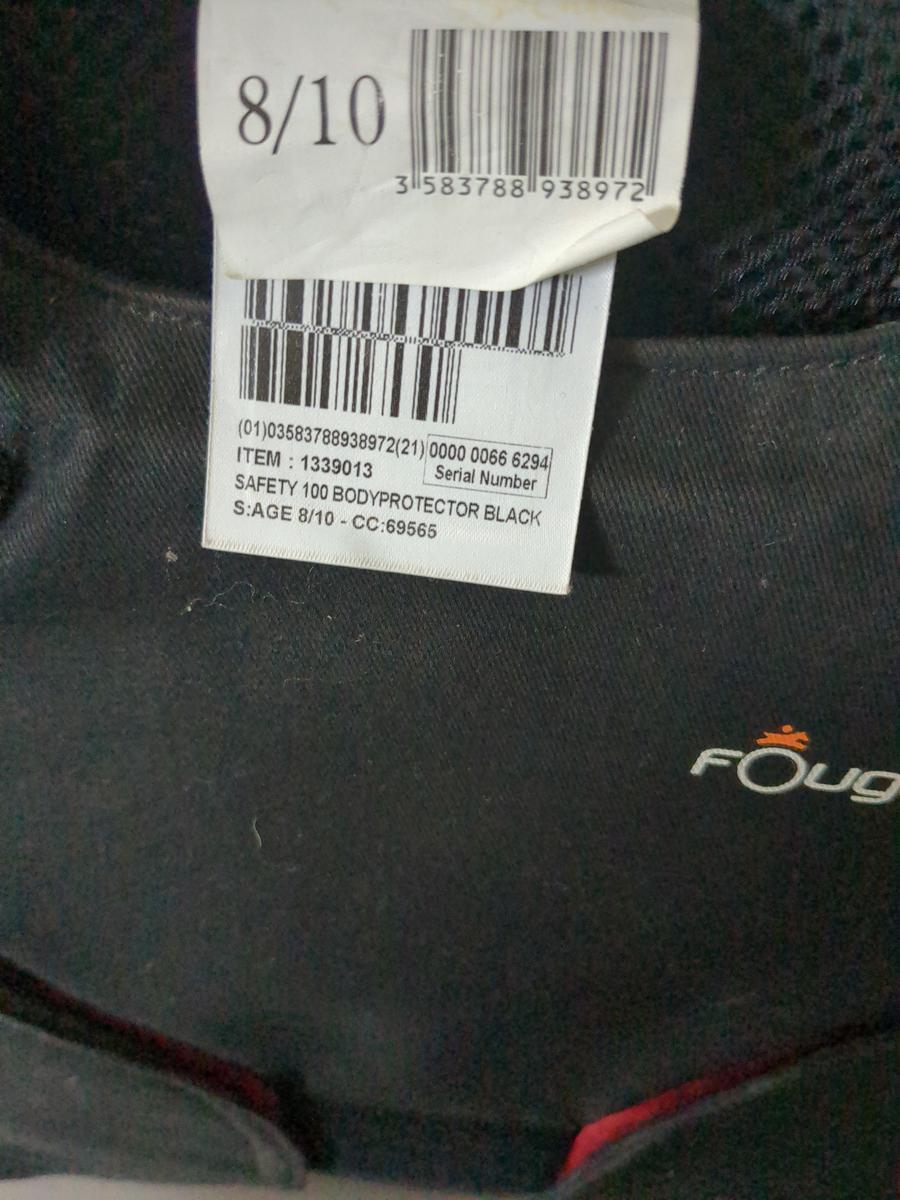 8/10
3 583788 938972
(01)03583788938972(21) 0000 0066 6294
Serial Number
ITEM : 1339013
SAFETY 100 BODYPROTECTOR BLACK
S:AGE 8/10 - CC:69565
FOUG